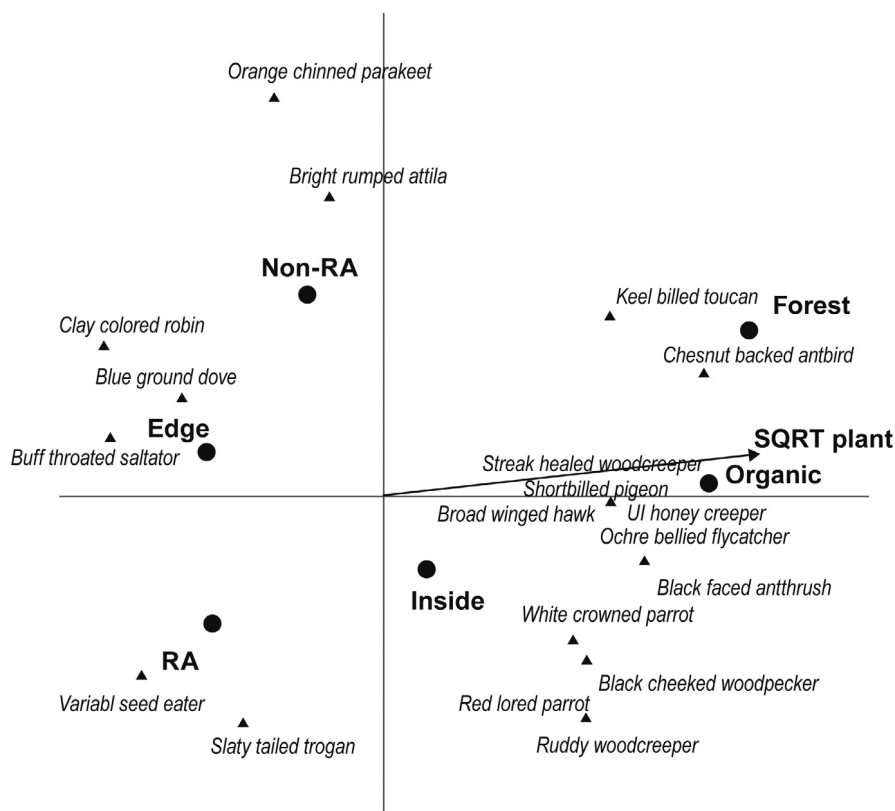 Orange chinned parakeet
Bright rumped attila
Non-RA
Keel billed toucan
Forest
Clay colored robin
Chesnut backed antbird
Blue ground dove
Edge
SQRT plant
Buff throated saltator
Streak healed woodcreeper
Organic
Shortbilled pigeon
Broad winged hawk
UI honey creeper
Ochre bellied flycatcher
Black faced antthrush
Inside
White crowned parrot
RA
Black cheeked woodpecker
Variabl seed eater
Red lored parrot
Slaty tailed trogan
Ruddy woodcreeper